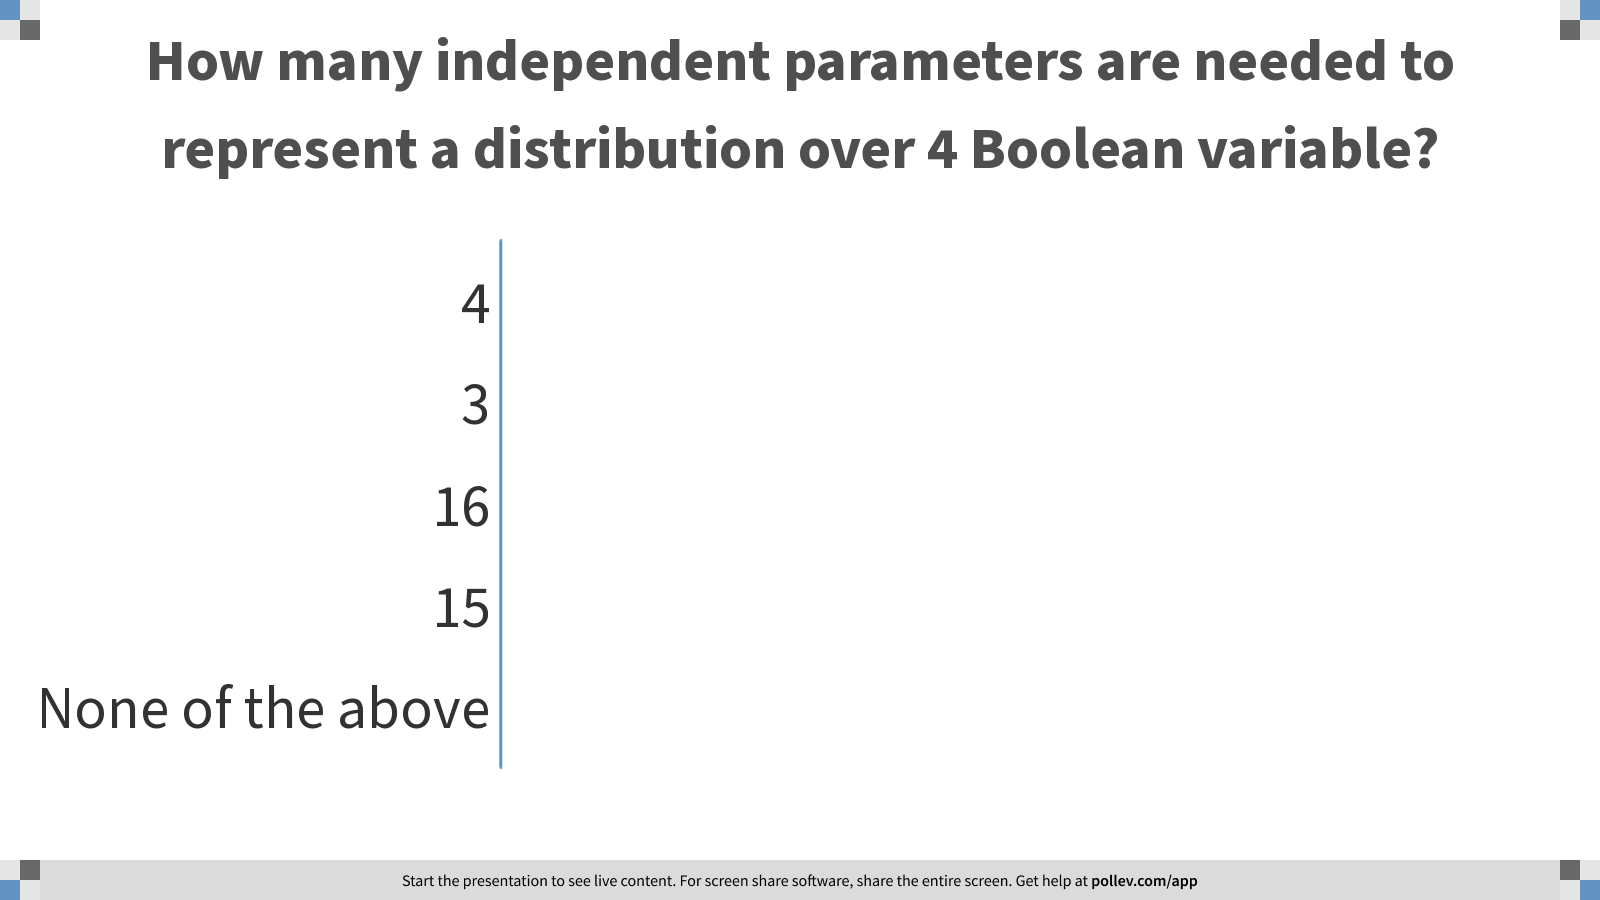 How many independent parameters are needed to
represent a distribution over 4 Boolean variable?
4
3
16
15
None of the above
Start the presentation to see live content. For screen share software, share the entire screen. Get help at pollev.com/app